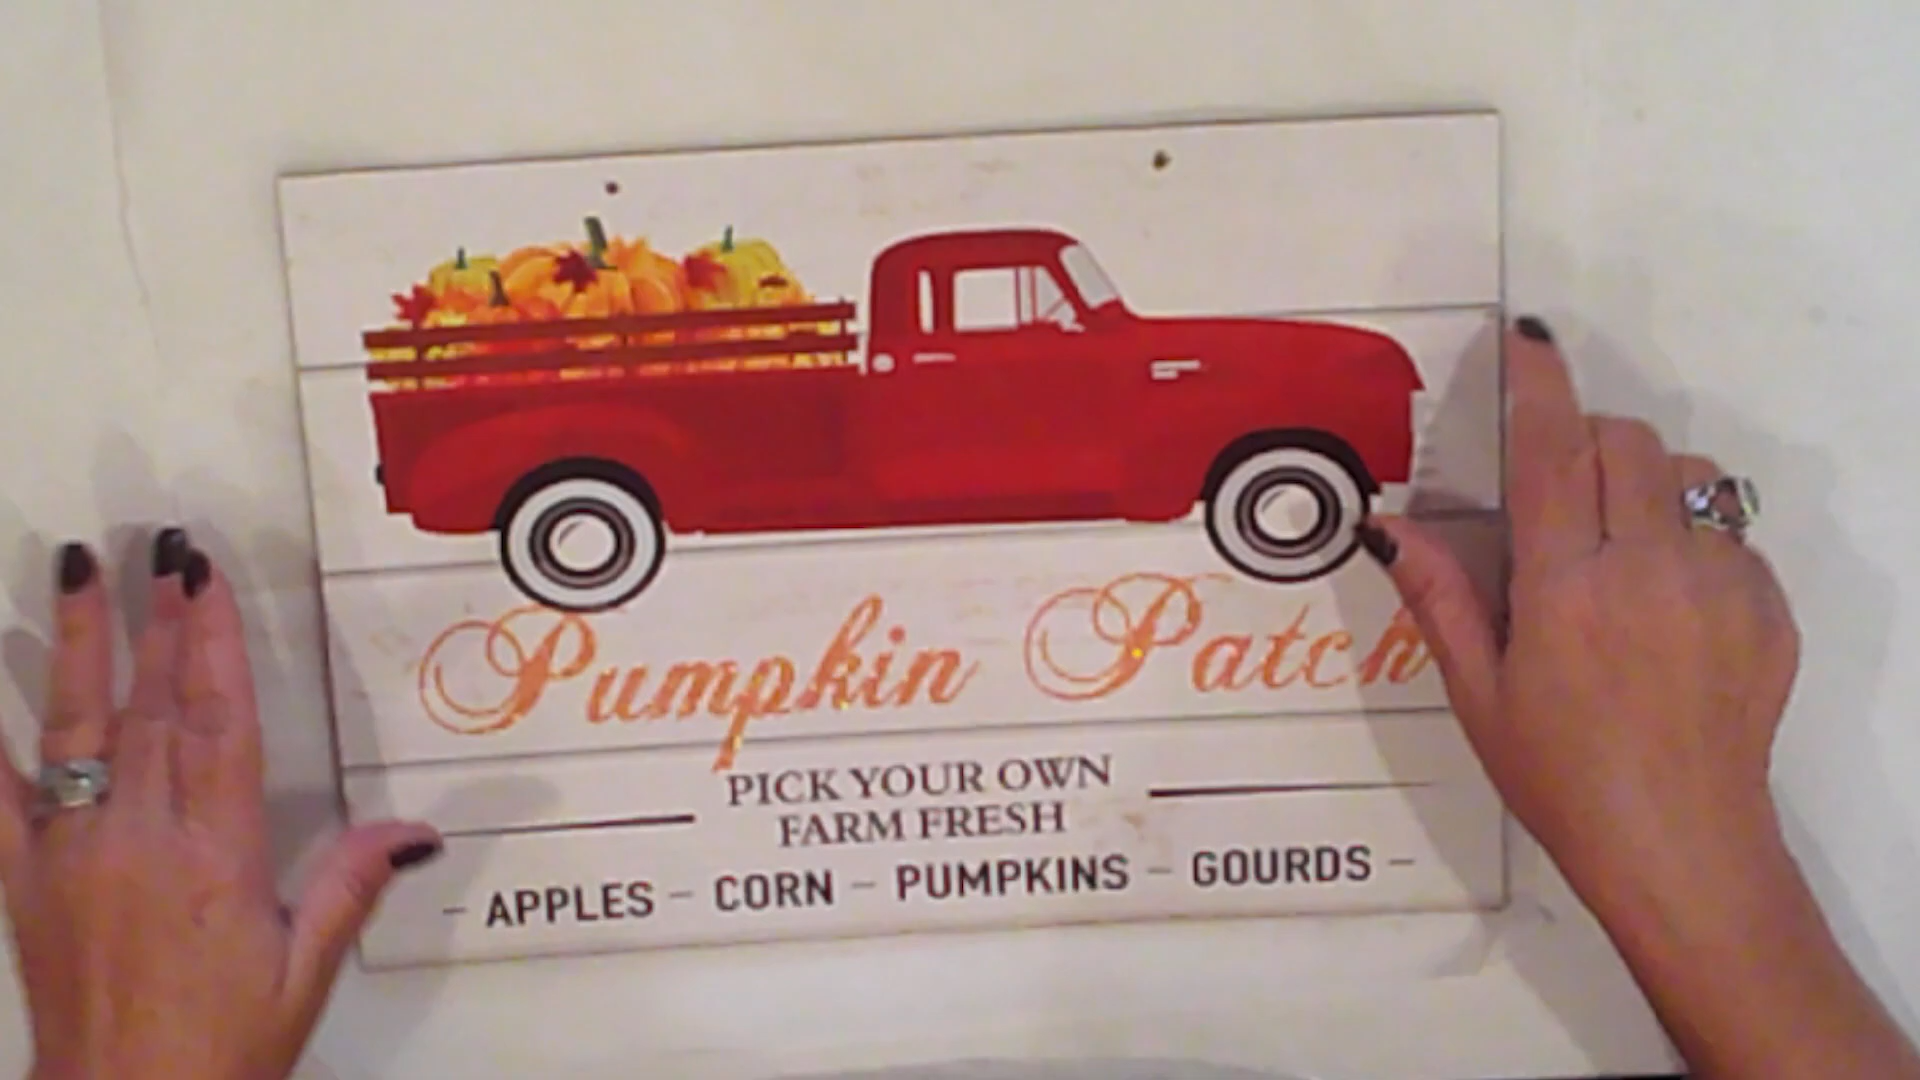 Pumpkin Patch
PICK YOUR OWN
FARM FRESH
- APPLES - CORN - PUMPKINS - GOURDS -